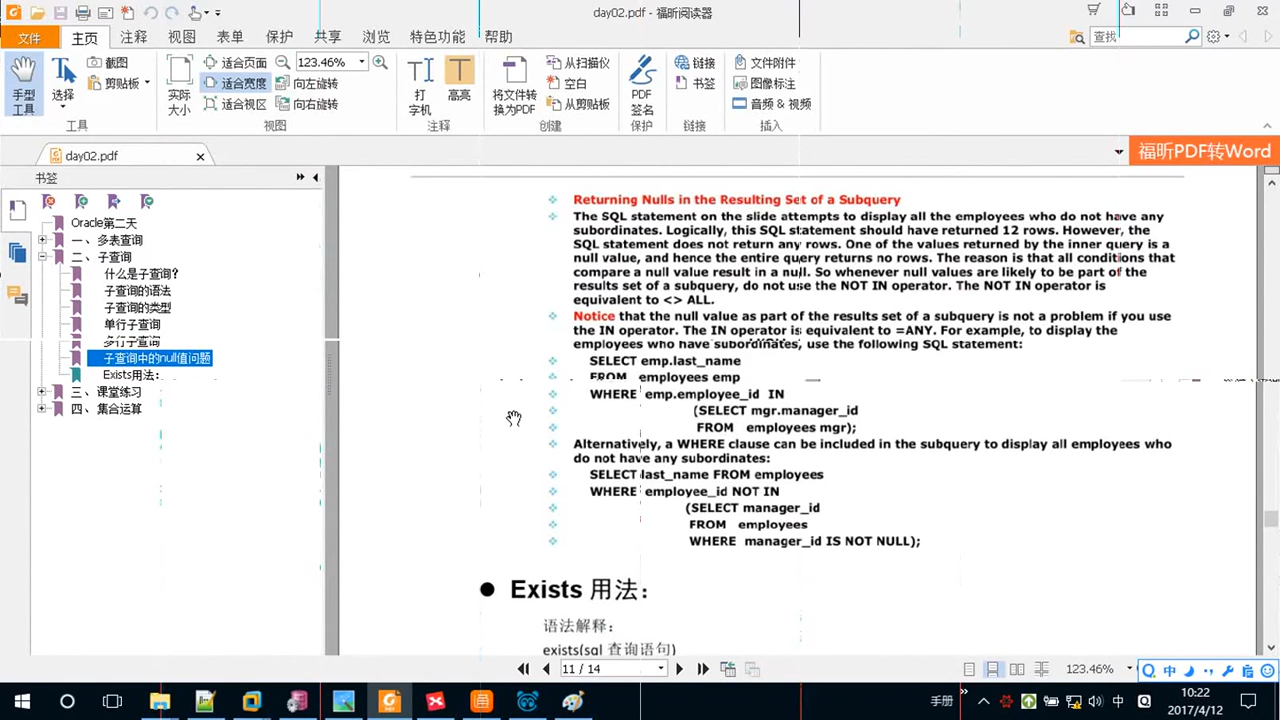 day02.pdf - 福昕阅读器
文件 主页 注释 视图 表单 保护 共享 浏览 特色功能 帮助
查找
手型工具
选择
截图
剪贴板
工具
实际大小
适合页面
适合宽度
适合视区
123.46%
向左旋转
向右旋转
视图
打字机
高亮
注释
将文件转换为PDF
从扫描仪
空白
从剪贴板
创建
PDF签名
保护
链接
书签
链接
文件附件
图像标注
音频 & 视频
插入
day02.pdf
福昕PDF转Word
书签
Oracle第二天
一、多表查询
二、子查询
什么是子查询?
子查询的语法
子查询的类型
单行子查询
多行子查询
子查询中的null值问题
Exists用法:
三、课堂练习
四、集合运算
Returning Nulls in the Resulting Set of a Subquery
The SQL statement on the slide attempts to display all the employees who do not have any
subordinates. Logically, this SQL statement should have returned 12 rows. However, the
SQL statement does not return any rows. One of the values returned by the inner query is a
null value, and hence the entire query returns no rows. The reason is that all conditions that
compare a null value result in a null. So whenever null values are likely to be part of the
results set of a subquery, do not use the NOT IN operator. The NOT IN operator is
equivalent to <> ALL.
Notice that the null value as part of the results set of a subquery is not a problem if you use
the IN operator. The IN operator is equivalent to =ANY. For example, to display the
employees who have subordinates, use the following SQL statement:
SELECT emp.last_name
FROM employees emp
WHERE emp.employee_id IN
(SELECT mgr.manager_id
FROM employees mgr);
Alternatively, a WHERE clause can be included in the subquery to display all employees who
do not have any subordinates:
SELECT last_name FROM employees
WHERE employee_id NOT IN
(SELECT manager_id
FROM employees
WHERE manager_id IS NOT NULL);
● Exists 用法:
语法解释:
exists(sql 查询语句)
11 / 14
123.46%
中
手册
中
10:22
2017/4/12